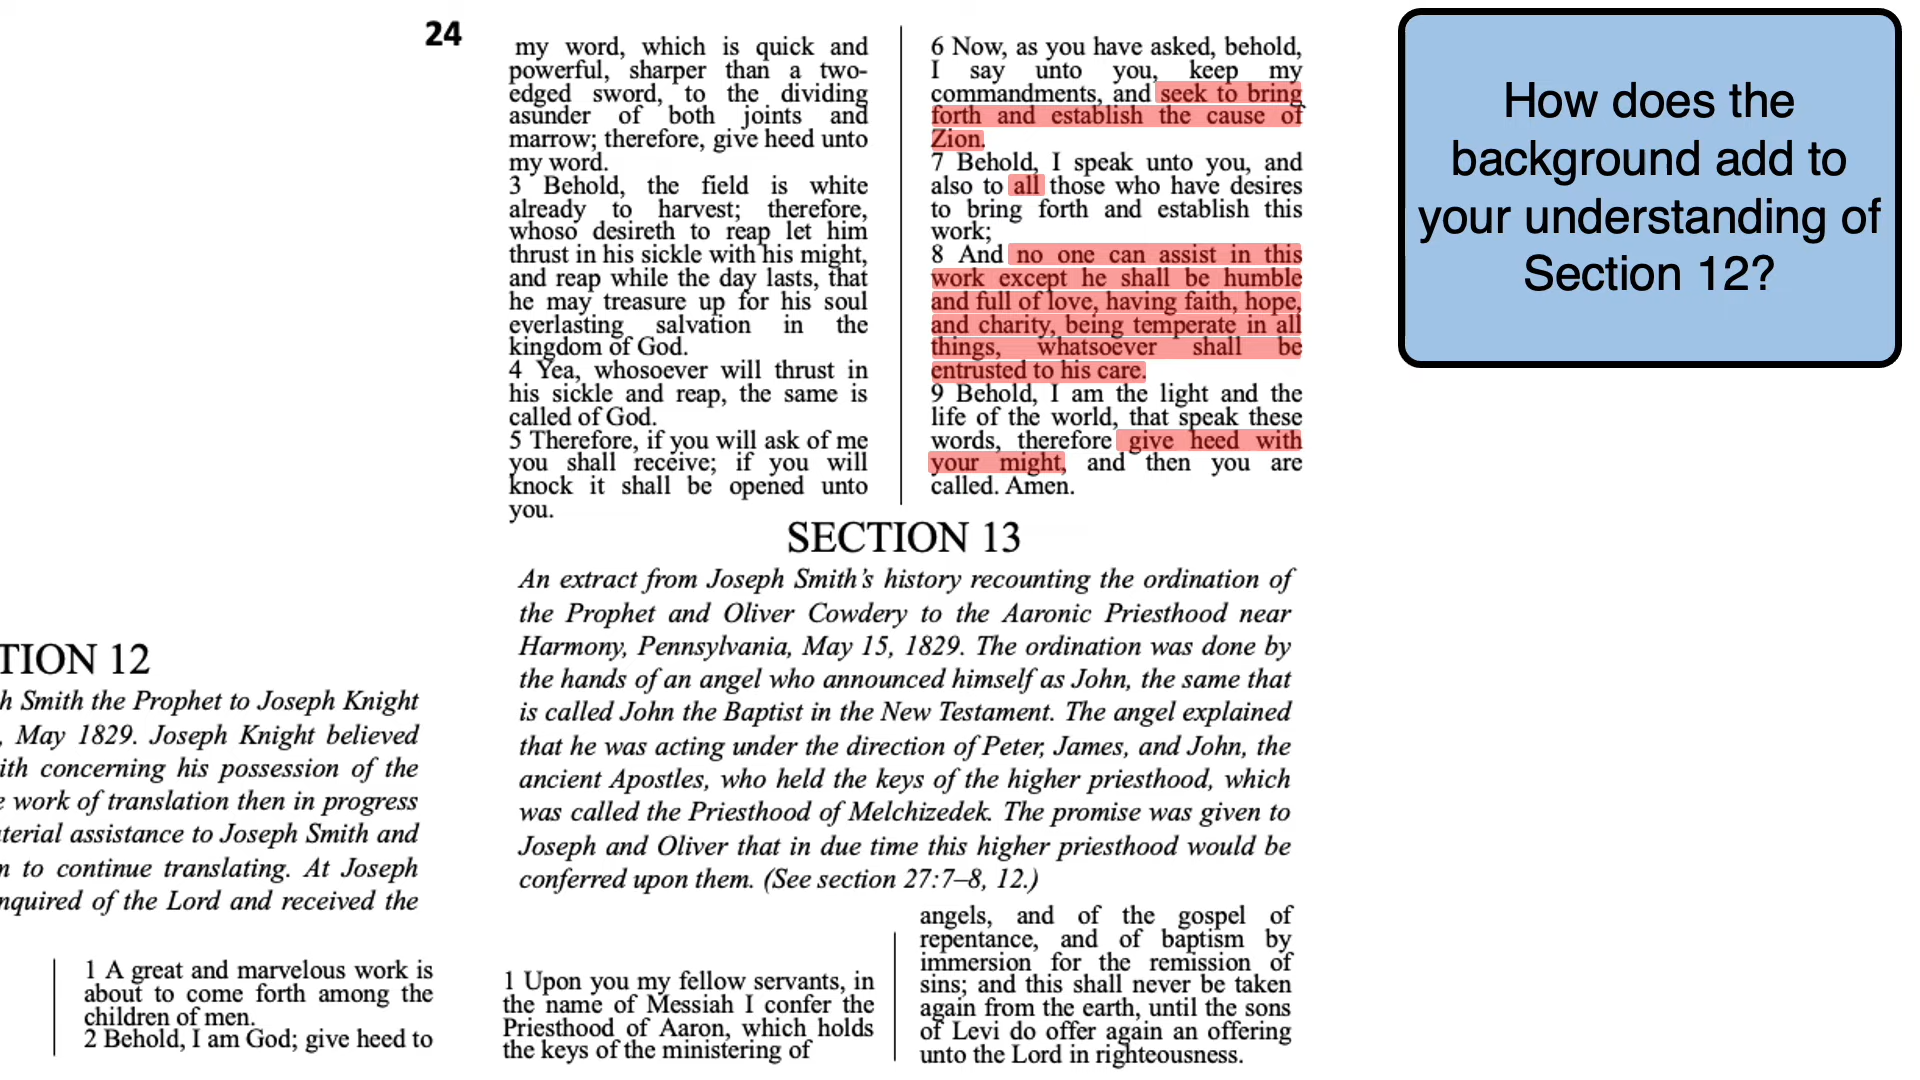 24
TION 12
h Smith the Prophet to Joseph Knight
, May 1829. Joseph Knight believed
ith concerning his possession of the
e work of translation then in progress
terial assistance to Joseph Smith and
n to continue translating. At Joseph
nquired of the Lord and received the
1 A great and marvelous work is
about to come forth among the
children of men.
2 Behold, I am God; give heed to
my word, which is quick and
powerful, sharper than a two-
edged sword, to the dividing
asunder of both joints and
marrow; therefore, give heed unto
my word.
3 Behold, the field is white
already to harvest; therefore,
whoso desireth to reap let him
thrust in his sickle with his might,
and reap while the day lasts, that
he may treasure up for his soul
everlasting salvation in the
kingdom of God.
4 Yea, whosoever will thrust in
his sickle and reap, the same is
called of God.
5 Therefore, if you will ask of me
you shall receive; if you will
knock it shall be opened unto
you.
6 Now, as you have asked, behold,
I say unto you, keep my
commandments, and seek to bring
forth and establish the cause of
Zion.
7 Behold, I speak unto you, and
also to all those who have desires
to bring forth and establish this
work;
8 And no one can assist in this
work except he shall be humble
and full of love, having faith, hope,
and charity, being temperate in all
things, whatsoever shall be
entrusted to his care.
9 Behold, I am the light and the
life of the world, that speak these
words, therefore give heed with
your might, and then you are
called. Amen.
SECTION 13
An extract from Joseph Smith's history recounting the ordination of
the Prophet and Oliver Cowdery to the Aaronic Priesthood near
Harmony, Pennsylvania, May 15, 1829. The ordination was done by
the hands of an angel who announced himself as John, the same that
is called John the Baptist in the New Testament. The angel explained
that he was acting under the direction of Peter, James, and John, the
ancient Apostles, who held the keys of the higher priesthood, which
was called the Priesthood of Melchizedek. The promise was given to
Joseph and Oliver that in due time this higher priesthood would be
conferred upon them. (See section 27:7–8, 12.)
1 Upon you my fellow servants, in
the name of Messiah I confer the
Priesthood of Aaron, which holds
the keys of the ministering of
angels, and of the gospel of
repentance, and of baptism by
immersion for the remission of
sins; and this shall never be taken
again from the earth, until the sons
of Levi do offer again an offering
unto the Lord in righteousness.
How does the
background add to
your understanding of
Section 12?